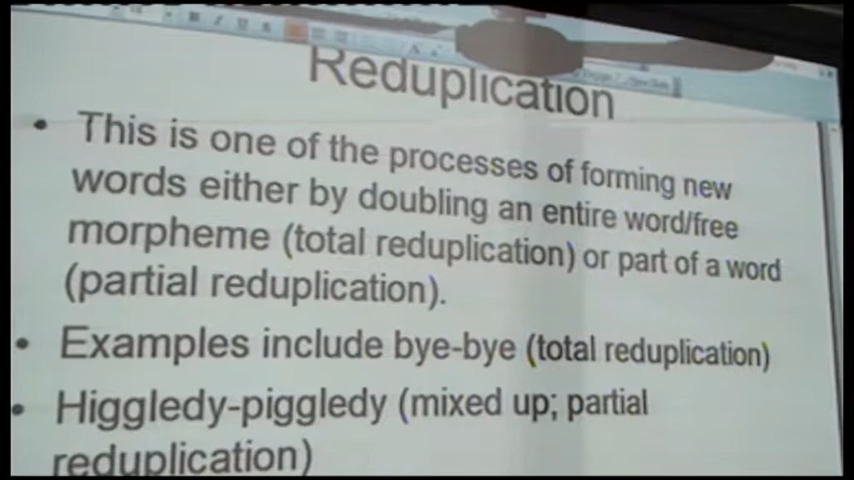 Reduplication
• This is one of the processes of forming new
words either by doubling an entire word/free
morpheme (total reduplication) or part of a word
(partial reduplication).
• Examples include bye-bye (total reduplication)
• Higgledy-piggledy (mixed up; partial
reduplication)